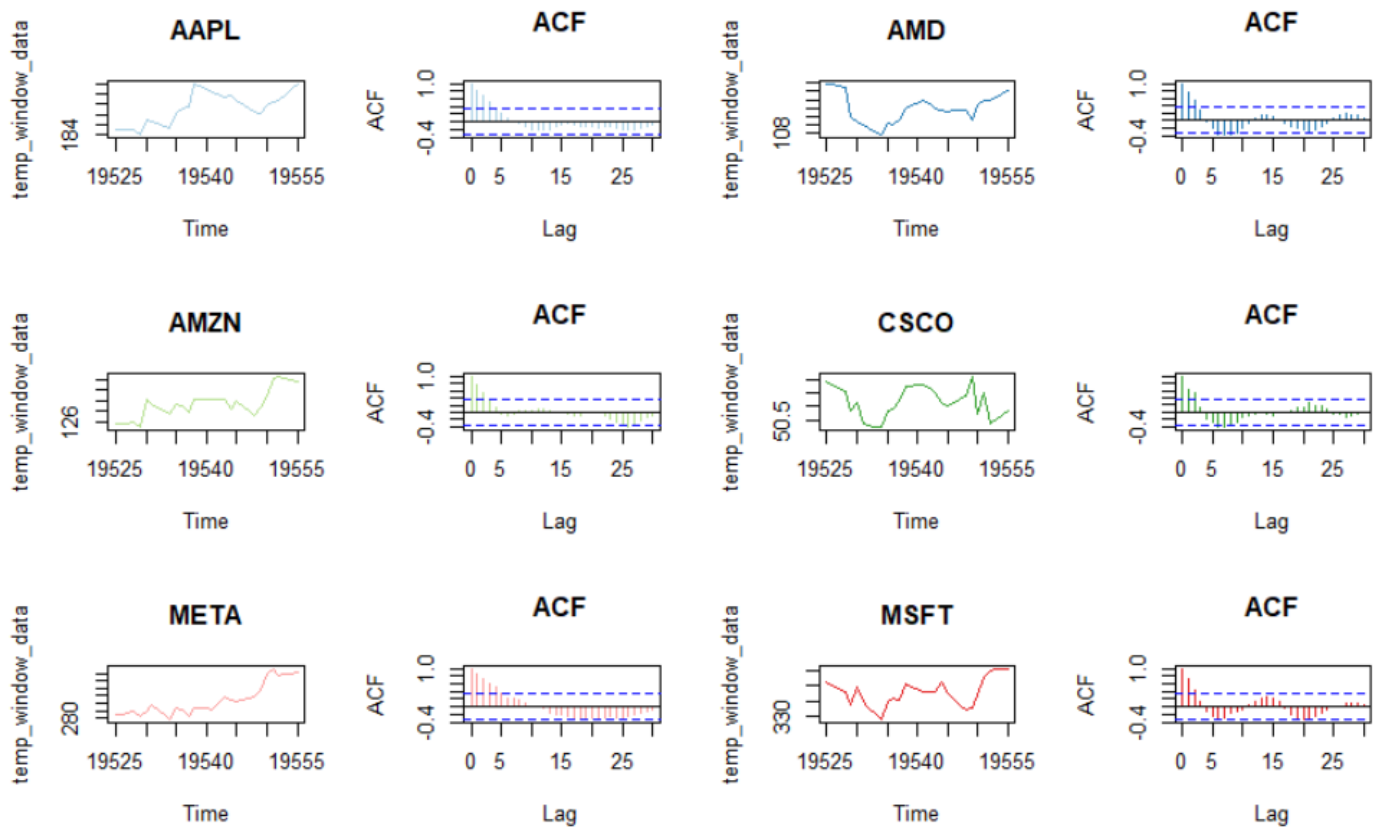 AAPL
temp_window_data
184
19525 19540 19555
Time
ACF
ACF
-0.4 1.0
0 5 15 25
Lag
AMD
temp_window_data
108
19525 19540 19555
Time
ACF
ACF
-0.4 1.0
0 5 15 25
Lag
AMZN
temp_window_data
126
19525 19540 19555
Time
ACF
ACF
-0.4 1.0
0 5 15 25
Lag
CSCO
temp_window_data
50.5
19525 19540 19555
Time
ACF
ACF
-0.4
0 5 15 25
Lag
META
temp_window_data
280
19525 19540 19555
Time
ACF
ACF
-0.4 1.0
0 5 15 25
Lag
MSFT
temp_window_data
330
19525 19540 19555
Time
ACF
ACF
-0.4 1.0
0 5 15 25
Lag